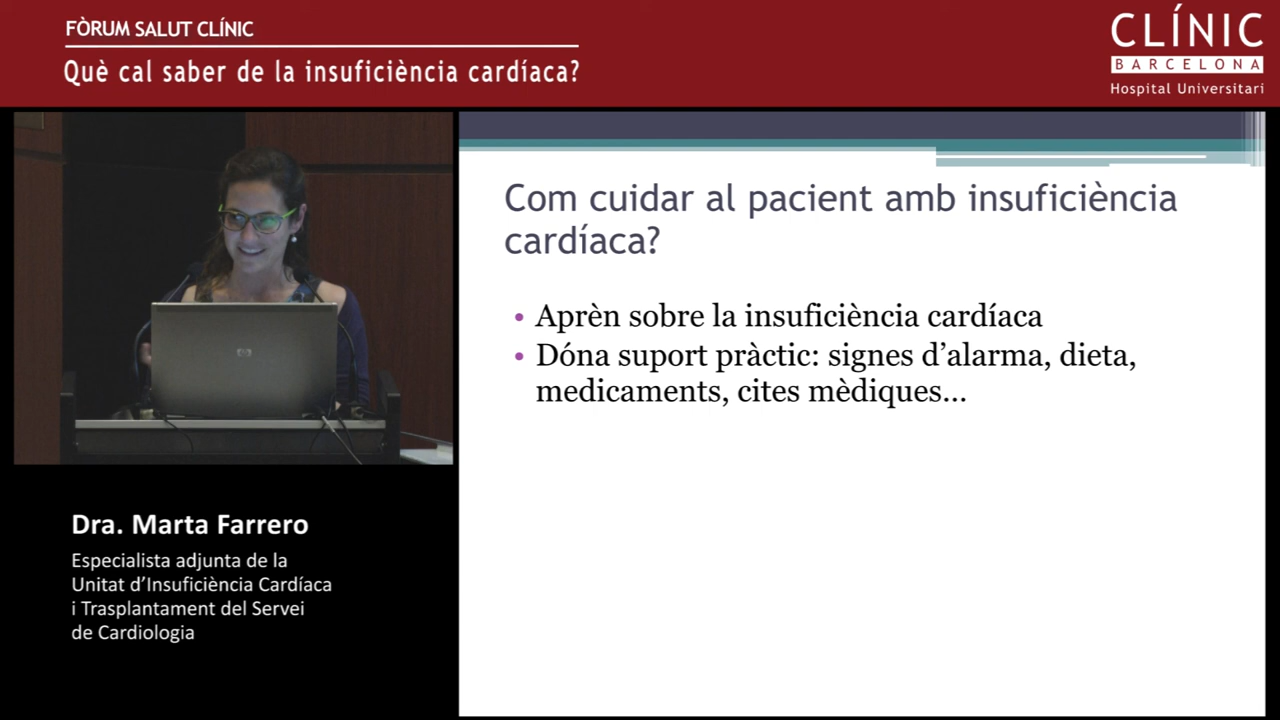 FÒRUM SALUT CLÍNIC
Què cal saber de la insuficiència cardíaca?
CLÍNIC
BARCELONA
Hospital Universitari
Com cuidar al pacient amb insuficiència
cardíaca?
• Aprèn sobre la insuficiència cardíaca
• Dóna suport pràctic: signes d’alarma, dieta,
medicaments, cites mèdiques...
hp
Dra. Marta Farrero
Especialista adjunta de la
Unitat d’Insuficiència Cardíaca
i Trasplantament del Servei
de Cardiologia